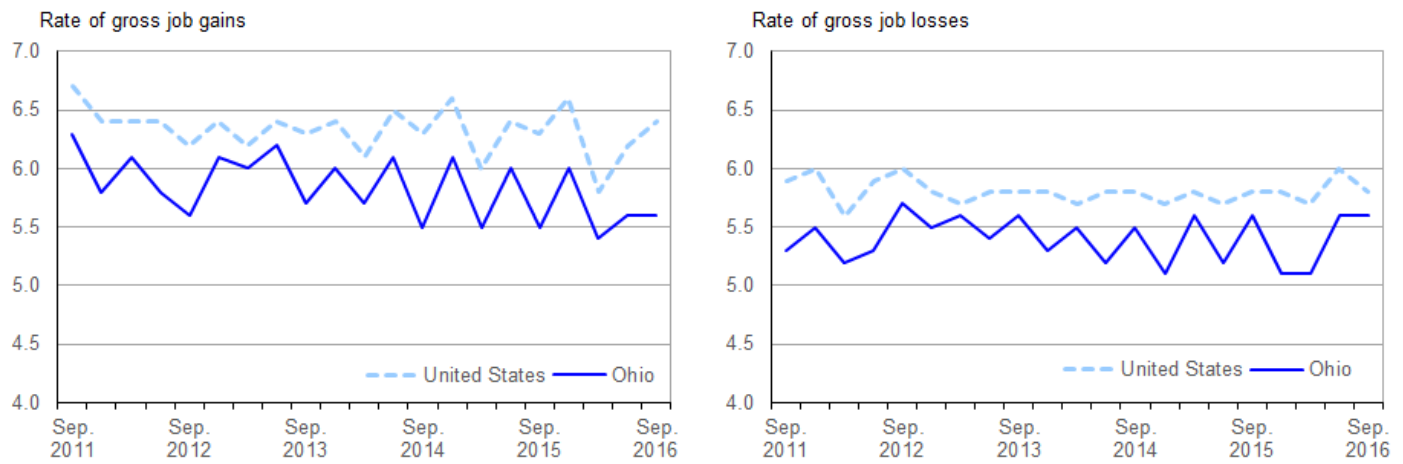 Rate of gross job gains
7.0
6.5
6.0
5.5
5.0
4.5
4.0
United States
Ohio
Sep. 2011
Sep. 2012
Sep. 2013
Sep. 2014
Sep. 2015
Sep. 2016
Rate of gross job losses
7.0
6.5
6.0
5.5
5.0
4.5
4.0
United States
Ohio
Sep. 2011
Sep. 2012
Sep. 2013
Sep. 2014
Sep. 2015
Sep. 2016